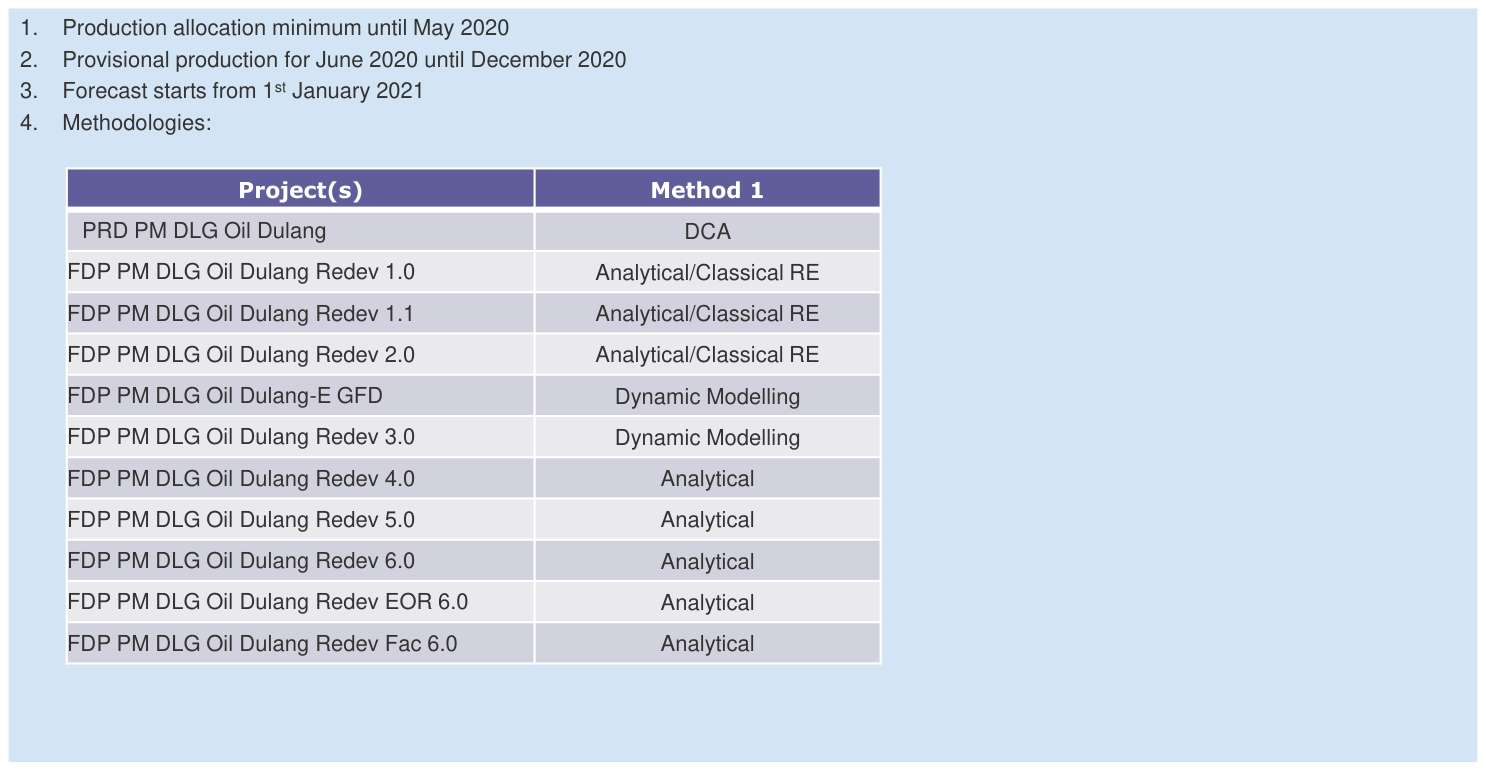 1. Production allocation minimum until May 2020
2. Provisional production for June 2020 until December 2020
3. Forecast starts from 1st January 2021
4. Methodologies:
Project(s) Method 1
PRD PM DLG Oil Dulang DCA
FDP PM DLG Oil Dulang Redev 1.0 Analytical/Classical RE
FDP PM DLG Oil Dulang Redev 1.1 Analytical/Classical RE
FDP PM DLG Oil Dulang Redev 2.0 Analytical/Classical RE
FDP PM DLG Oil Dulang-E GFD Dynamic Modelling
FDP PM DLG Oil Dulang Redev 3.0 Dynamic Modelling
FDP PM DLG Oil Dulang Redev 4.0 Analytical
FDP PM DLG Oil Dulang Redev 5.0 Analytical
FDP PM DLG Oil Dulang Redev 6.0 Analytical
FDP PM DLG Oil Dulang Redev EOR 6.0 Analytical
FDP PM DLG Oil Dulang Redev Fac 6.0 Analytical